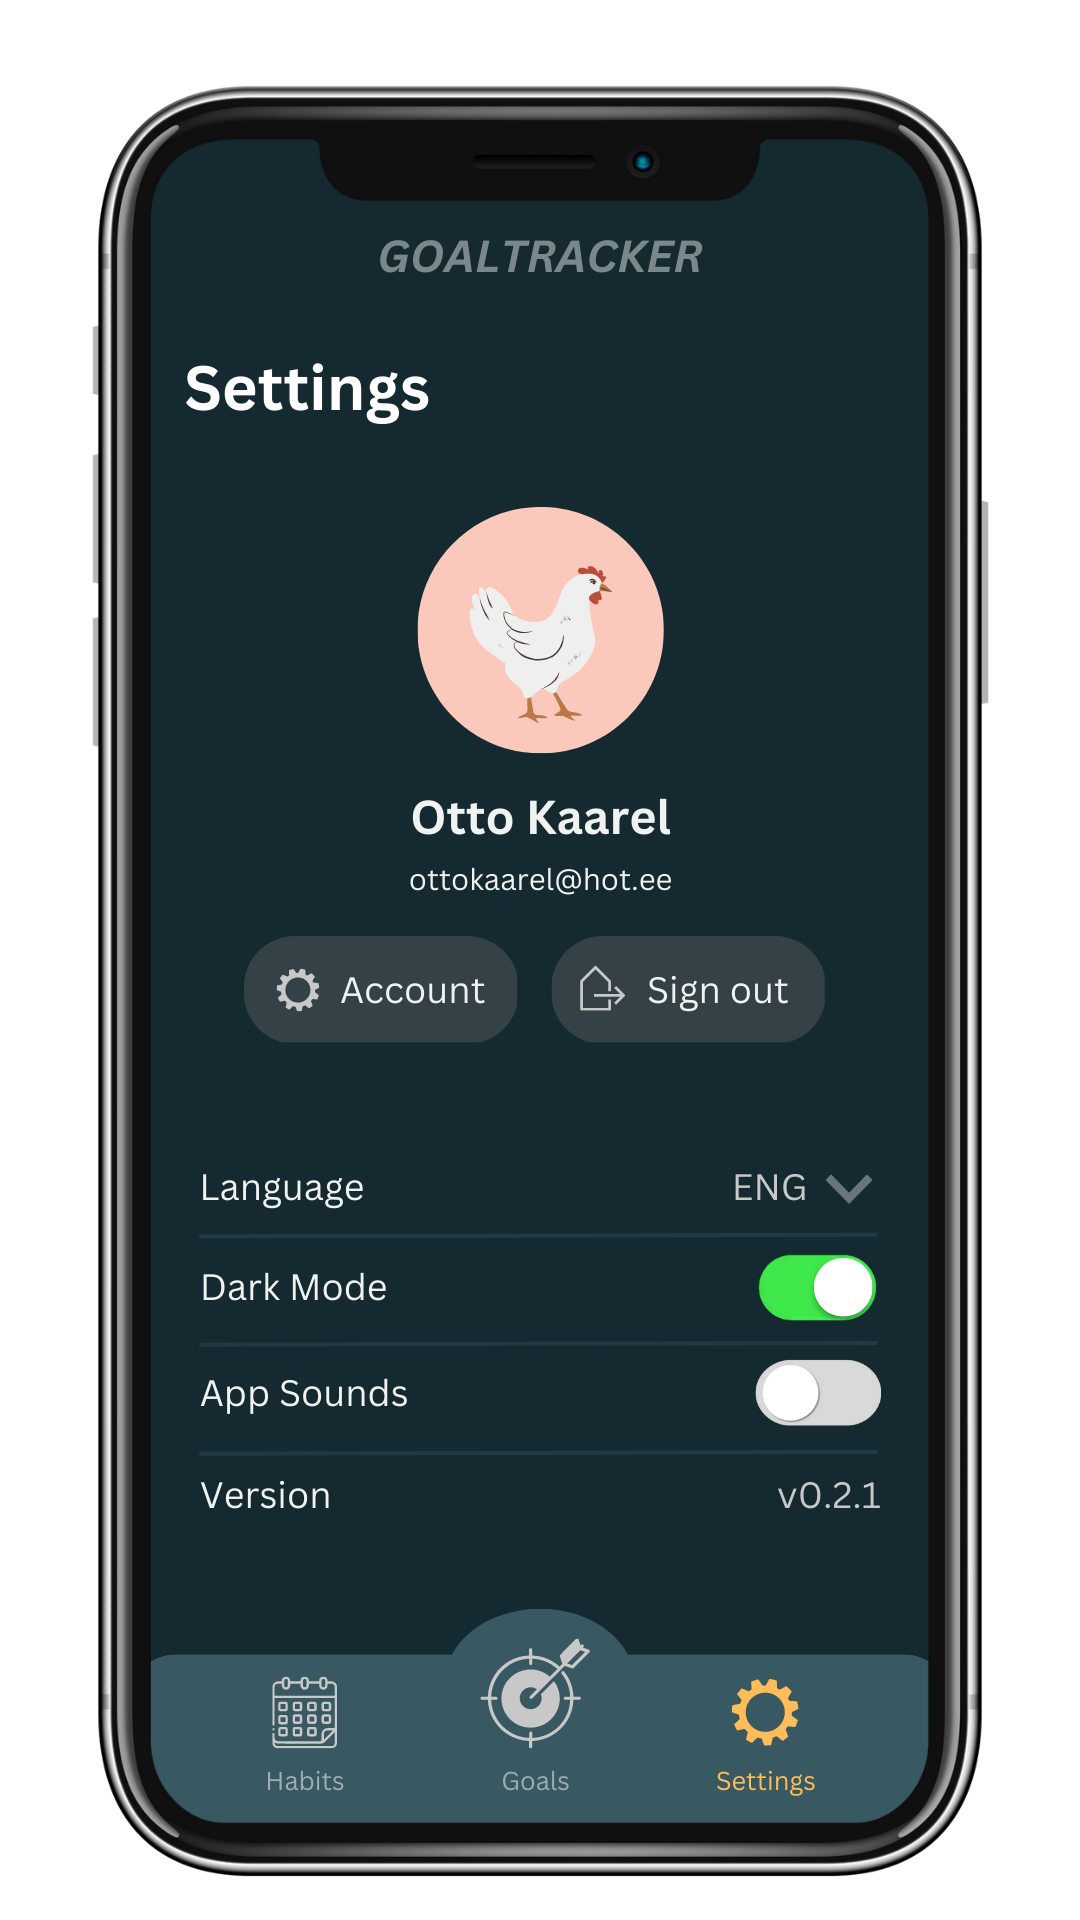 GOALTRACKER
Settings
Otto Kaarel
ottokaarel@hot.ee
Account Sign out
Language ENG
Dark Mode
App Sounds
Version v0.2.1
Habits Goals Settings